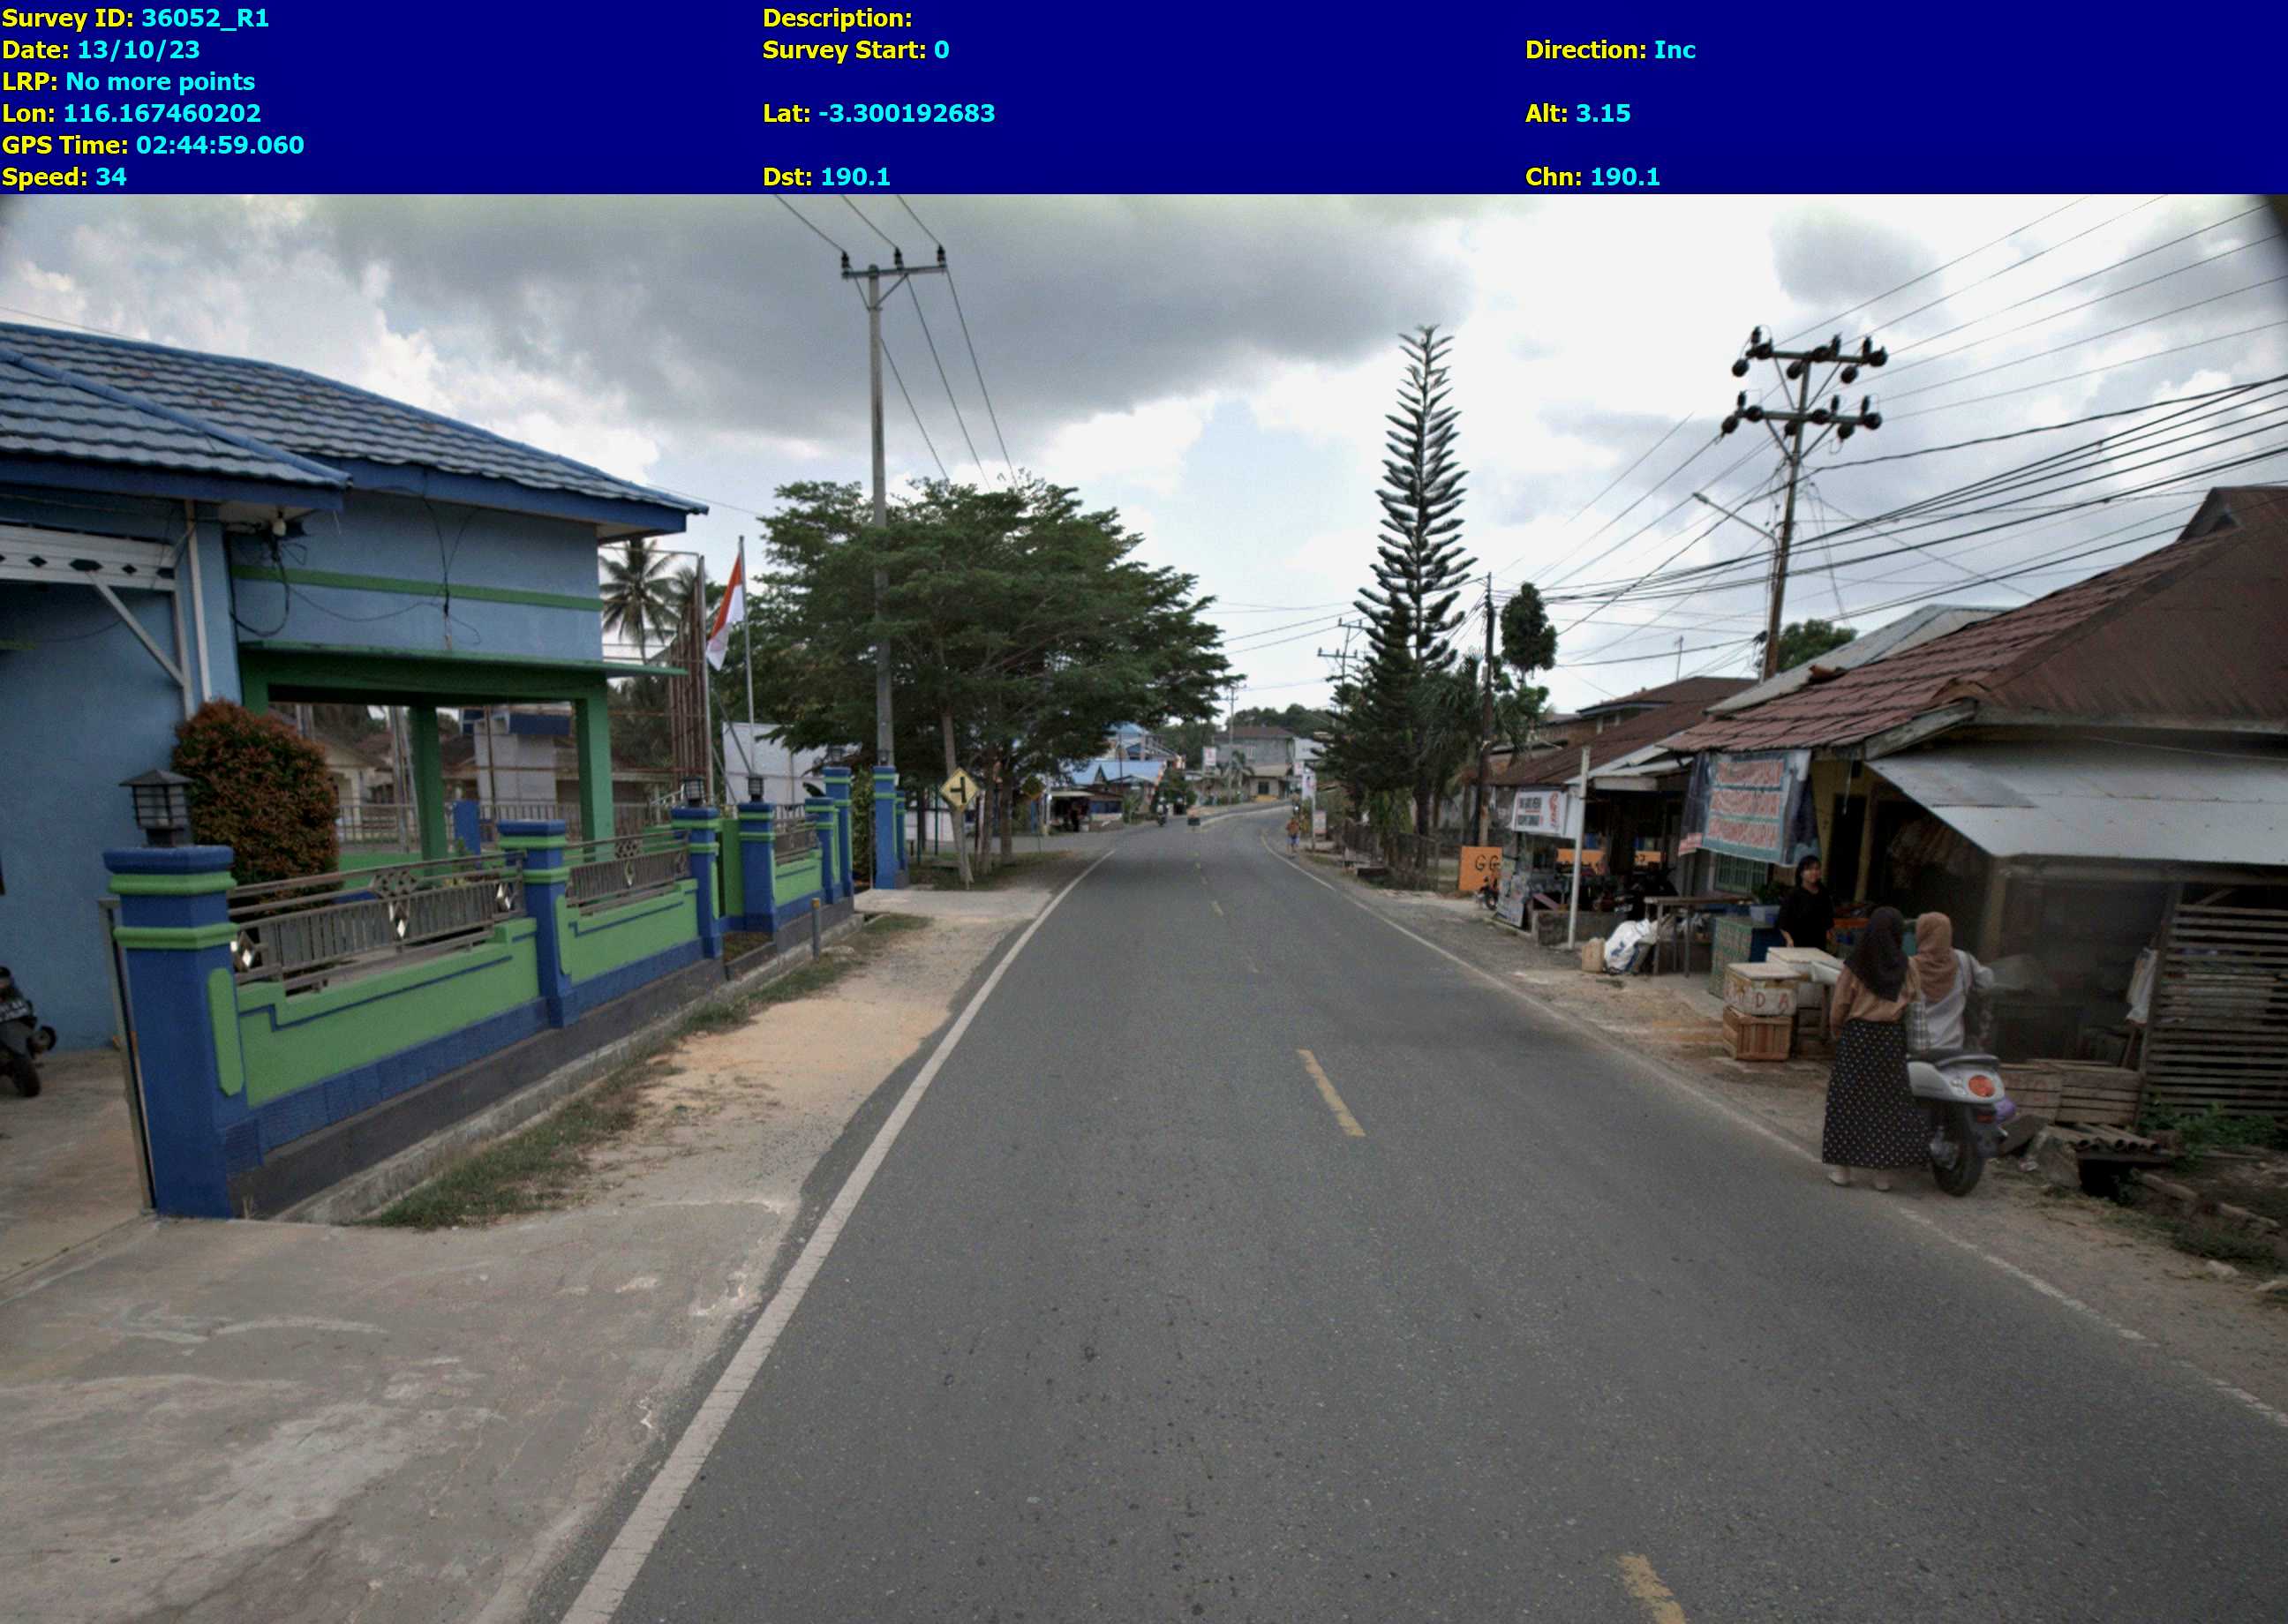 Survey ID: 36052_R1
Description:
Date: 13/10/23
Survey Start: 0
Direction: Inc
LRP: No more points
Lon: 116.167460202
Lat: -3.300192683
Alt: 3.15
GPS Time: 02:44:59.060
Speed: 34
Dst: 190.1
Chn: 190.1
GG
D A